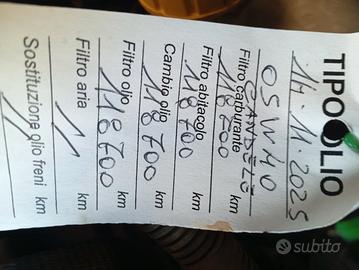 TIPO OLIO
14.11.2025
5W40
Filtro carburante
118700 km
Filtro abitacolo
118700 km
Cambio olio
118700 km
Filtro olio
118700 km
Filtro aria
km
Sostituzione olio freni
km
subito